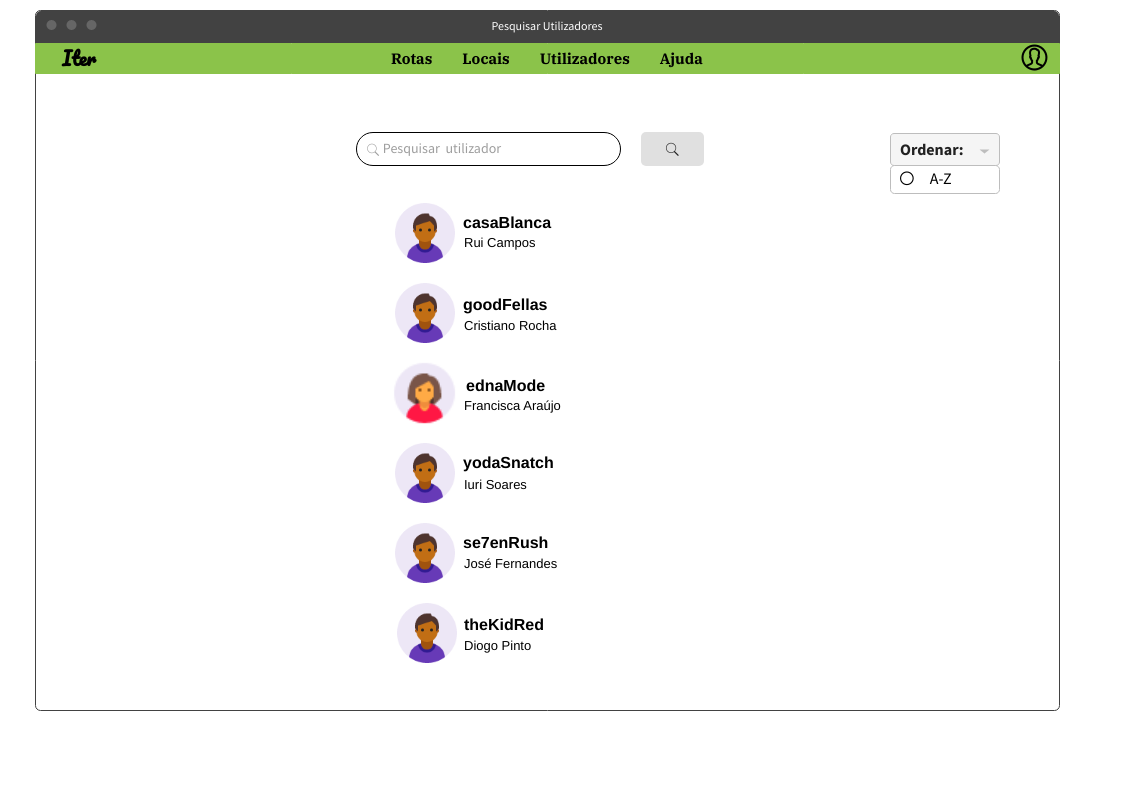 Pesquisar Utilizadores
Iter
Rotas Locais Utilizadores Ajuda
Pesquisar utilizador
Ordenar:
A-Z
casaBlanca
Rui Campos
goodFellas
Cristiano Rocha
ednaMode
Francisca Araújo
yodaSnatch
Iuri Soares
se7enRush
José Fernandes
theKidRed
Diogo Pinto